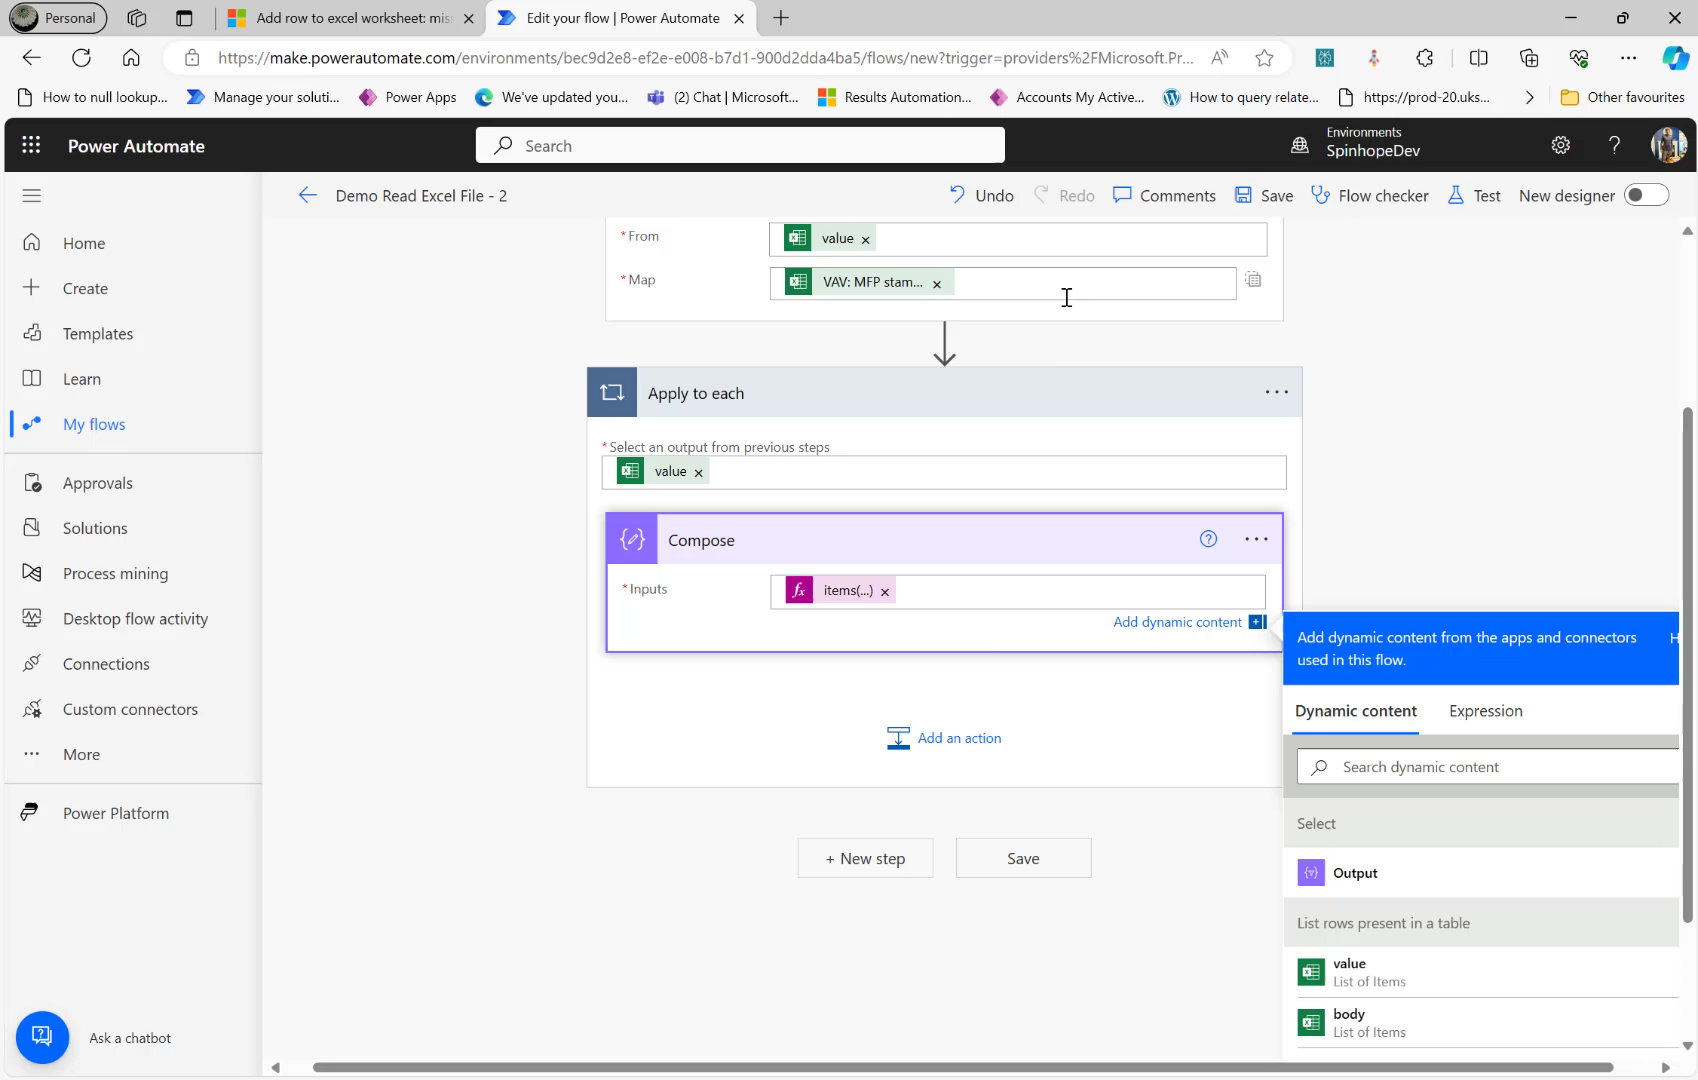 Personal
Add row to excel worksheet: mis
Edit your flow | Power Automate
https://make.powerautomate.com/environments/bec9d2e8-ef2e-e008-b7d1-900d2dda4ba5/flows/new?trigger=providers%2FMicrosoft.Pr...
How to null lookup...
Manage your soluti...
Power Apps
We've updated you...
(2) Chat | Microsoft...
Results Automation...
Accounts My Active...
How to query relate...
https://prod-20.uks...
Other favourites
Power Automate
Search
Environments
SpinhopeDev
Demo Read Excel File - 2
Undo
Redo
Comments
Save
Flow checker
Test
New designer
Home
Create
Templates
Learn
My flows
Approvals
Solutions
Process mining
Desktop flow activity
Connections
Custom connectors
More
Power Platform
Ask a chatbot
* From
value
* Map
VAV: MFP stam...
Apply to each
* Select an output from previous steps
value
Compose
* Inputs
items(...)
Add dynamic content
Add an action
+ New step
Save
Add dynamic content from the apps and connectors
used in this flow.
H
Dynamic content
Expression
Search dynamic content
Select
Output
List rows present in a table
value
List of Items
body
List of Items